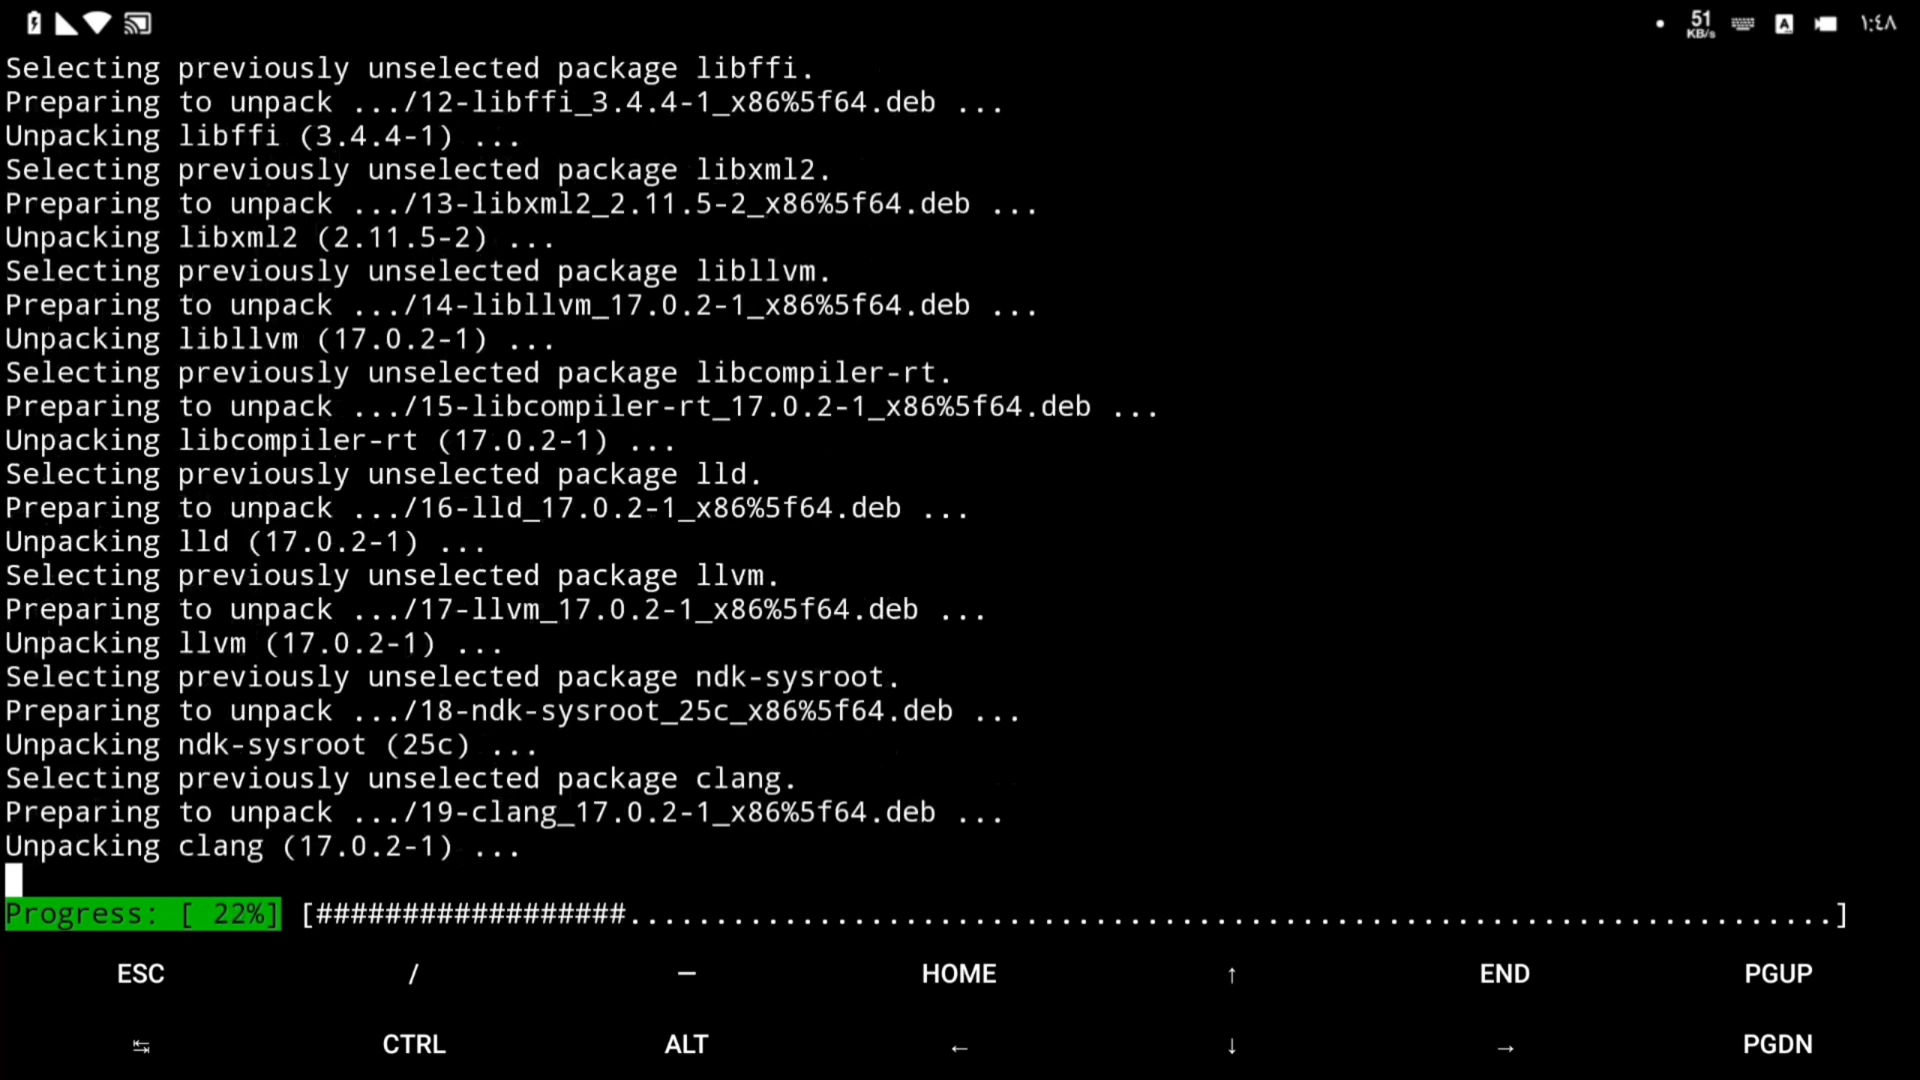 51
KB/s
A
١:٤٨
Selecting previously unselected package libffi.
Preparing to unpack .../12-libffi_3.4.4-1_x86%5f64.deb ...
Unpacking libffi (3.4.4-1) ...
Selecting previously unselected package libxml2.
Preparing to unpack .../13-libxml2_2.11.5-2_x86%5f64.deb ...
Unpacking libxml2 (2.11.5-2) ...
Selecting previously unselected package libllvm.
Preparing to unpack .../14-libllvm_17.0.2-1_x86%5f64.deb ...
Unpacking libllvm (17.0.2-1) ...
Selecting previously unselected package libcompiler-rt.
Preparing to unpack .../15-libcompiler-rt_17.0.2-1_x86%5f64.deb ...
Unpacking libcompiler-rt (17.0.2-1) ...
Selecting previously unselected package lld.
Preparing to unpack .../16-lld_17.0.2-1_x86%5f64.deb ...
Unpacking lld (17.0.2-1) ...
Selecting previously unselected package llvm.
Preparing to unpack .../17-llvm_17.0.2-1_x86%5f64.deb ...
Unpacking llvm (17.0.2-1) ...
Selecting previously unselected package ndk-sysroot.
Preparing to unpack .../18-ndk-sysroot_25c_x86%5f64.deb ...
Unpacking ndk-sysroot (25c) ...
Selecting previously unselected package clang.
Preparing to unpack .../19-clang_17.0.2-1_x86%5f64.deb ...
Unpacking clang (17.0.2-1) ...
Progress: [ 22%] [##################......................................................................]
ESC / — HOME ↑ END PGUP
↹ CTRL ALT ← ↓ → PGDN